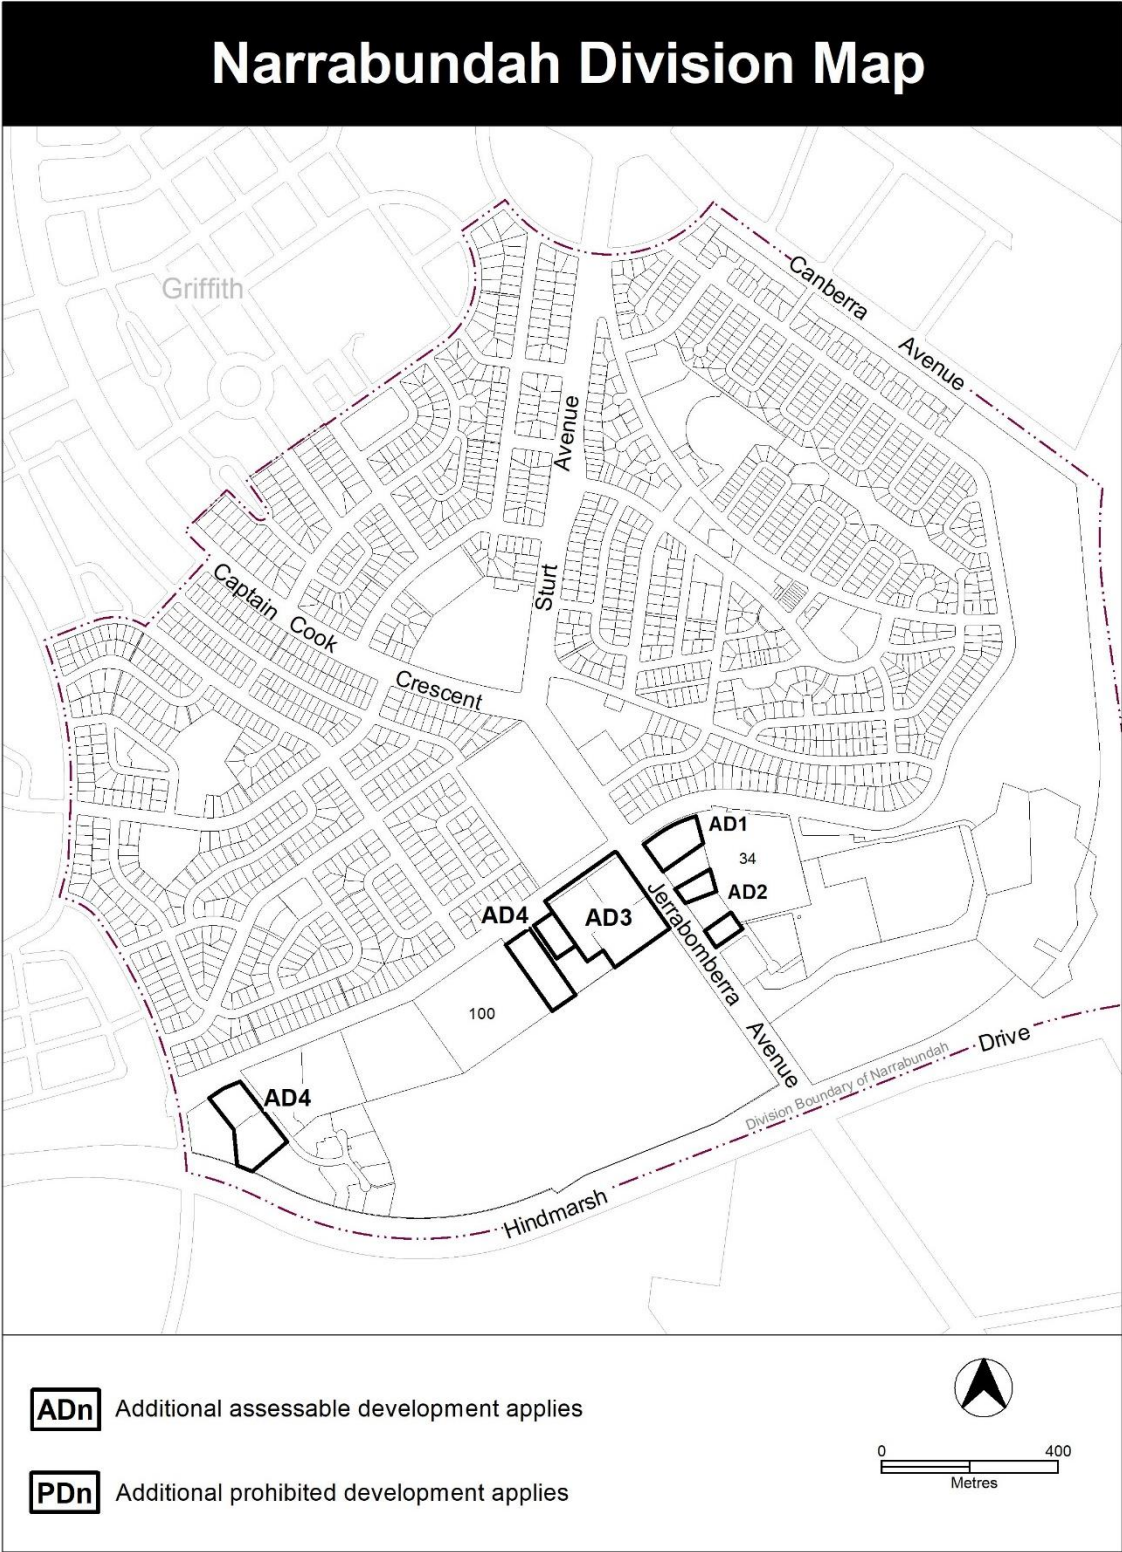 Narrabundah Division Map
Griffith
Canberra
Avenue
Avenue
Sturt
Captain
Cook
Crescent
AD1
34
AD2
AD4
AD3
Jerrabomberra
100
Avenue
Drive
Division Boundary of Narrabundah
AD4
Hindmarsh
ADn Additional assessable development applies
0 400
Metres
PDn Additional prohibited development applies